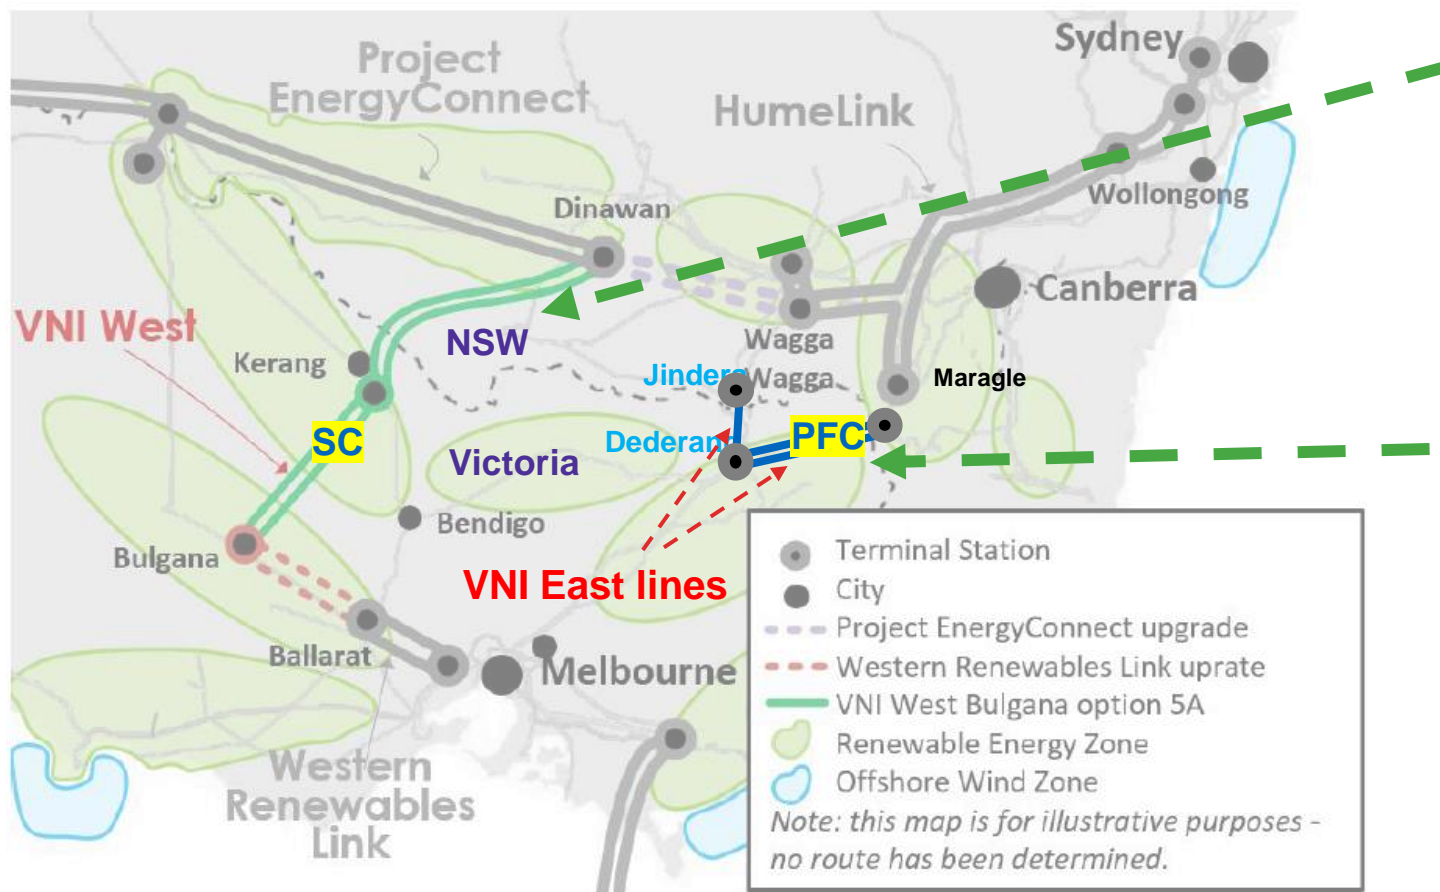 Sydney
Project
EnergyConnect
HumeLink
Wollongong
Dinawan
Canberra
VNI West
NSW
Kerang
Wagga
Wagga
Jindera
Maragle
SC
Dederang
PFC
Victoria
Bendigo
Bulgana
VNI East lines
Ballarat
Melbourne
Western
Renewables
Link
Terminal Station
City
Project EnergyConnect upgrade
Western Renewables Link uprate
VNI West Bulgana option 5A
Renewable Energy Zone
Offshore Wind Zone
Note: this map is for illustrative purposes -
no route has been determined.